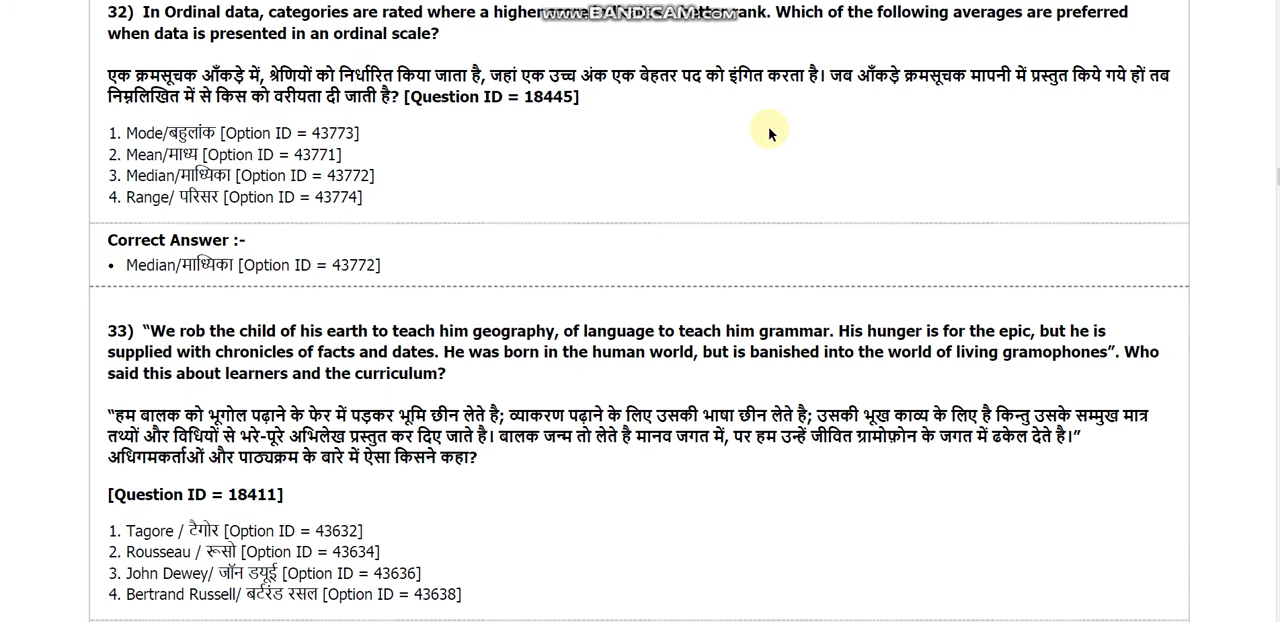 32) In Ordinal data, categories are rated where a higher rank. Which of the following averages are preferred
www.BANDICAM.com
when data is presented in an ordinal scale?
एक क्रमसूचक आँकड़े में, श्रेणियों को निर्धारित किया जाता है, जहां एक उच्च अंक एक बेहतर पद को इंगित करता है। जब आँकड़े क्रमसूचक मापनी में प्रस्तुत किये गये हों तब
निम्नलिखित में से किस को वरीयता दी जाती है? [Question ID = 18445]
1. Mode/बहुलांक [Option ID = 43773]
2. Mean/माध्य [Option ID = 43771]
3. Median/माध्यिका [Option ID = 43772]
4. Range/ परिसर [Option ID = 43774]
Correct Answer :-
• Median/माध्यिका [Option ID = 43772]
33) “We rob the child of his earth to teach him geography, of language to teach him grammar. His hunger is for the epic, but he is
supplied with chronicles of facts and dates. He was born in the human world, but is banished into the world of living gramophones”. Who
said this about learners and the curriculum?
“हम बालक को भूगोल पढ़ाने के फेर में पड़कर भूमि छीन लेते है; व्याकरण पढ़ाने के लिए उसकी भाषा छीन लेते है; उसकी भूख काव्य के लिए है किन्तु उसके सम्मुख मात्र
तथ्यों और विधियों से भरे-पूरे अभिलेख प्रस्तुत कर दिए जाते है। बालक जन्म तो लेते है मानव जगत में, पर हम उन्हें जीवित ग्रामोफ़ोन के जगत में ढकेल देते है।”
अधिगमकर्ताओं और पाठ्यक्रम के बारे में ऐसा किसने कहा?
[Question ID = 18411]
1. Tagore / टैगोर [Option ID = 43632]
2. Rousseau / रूसो [Option ID = 43634]
3. John Dewey/ जॉन डयूई [Option ID = 43636]
4. Bertrand Russell/ बर्टरंड रसल [Option ID = 43638]